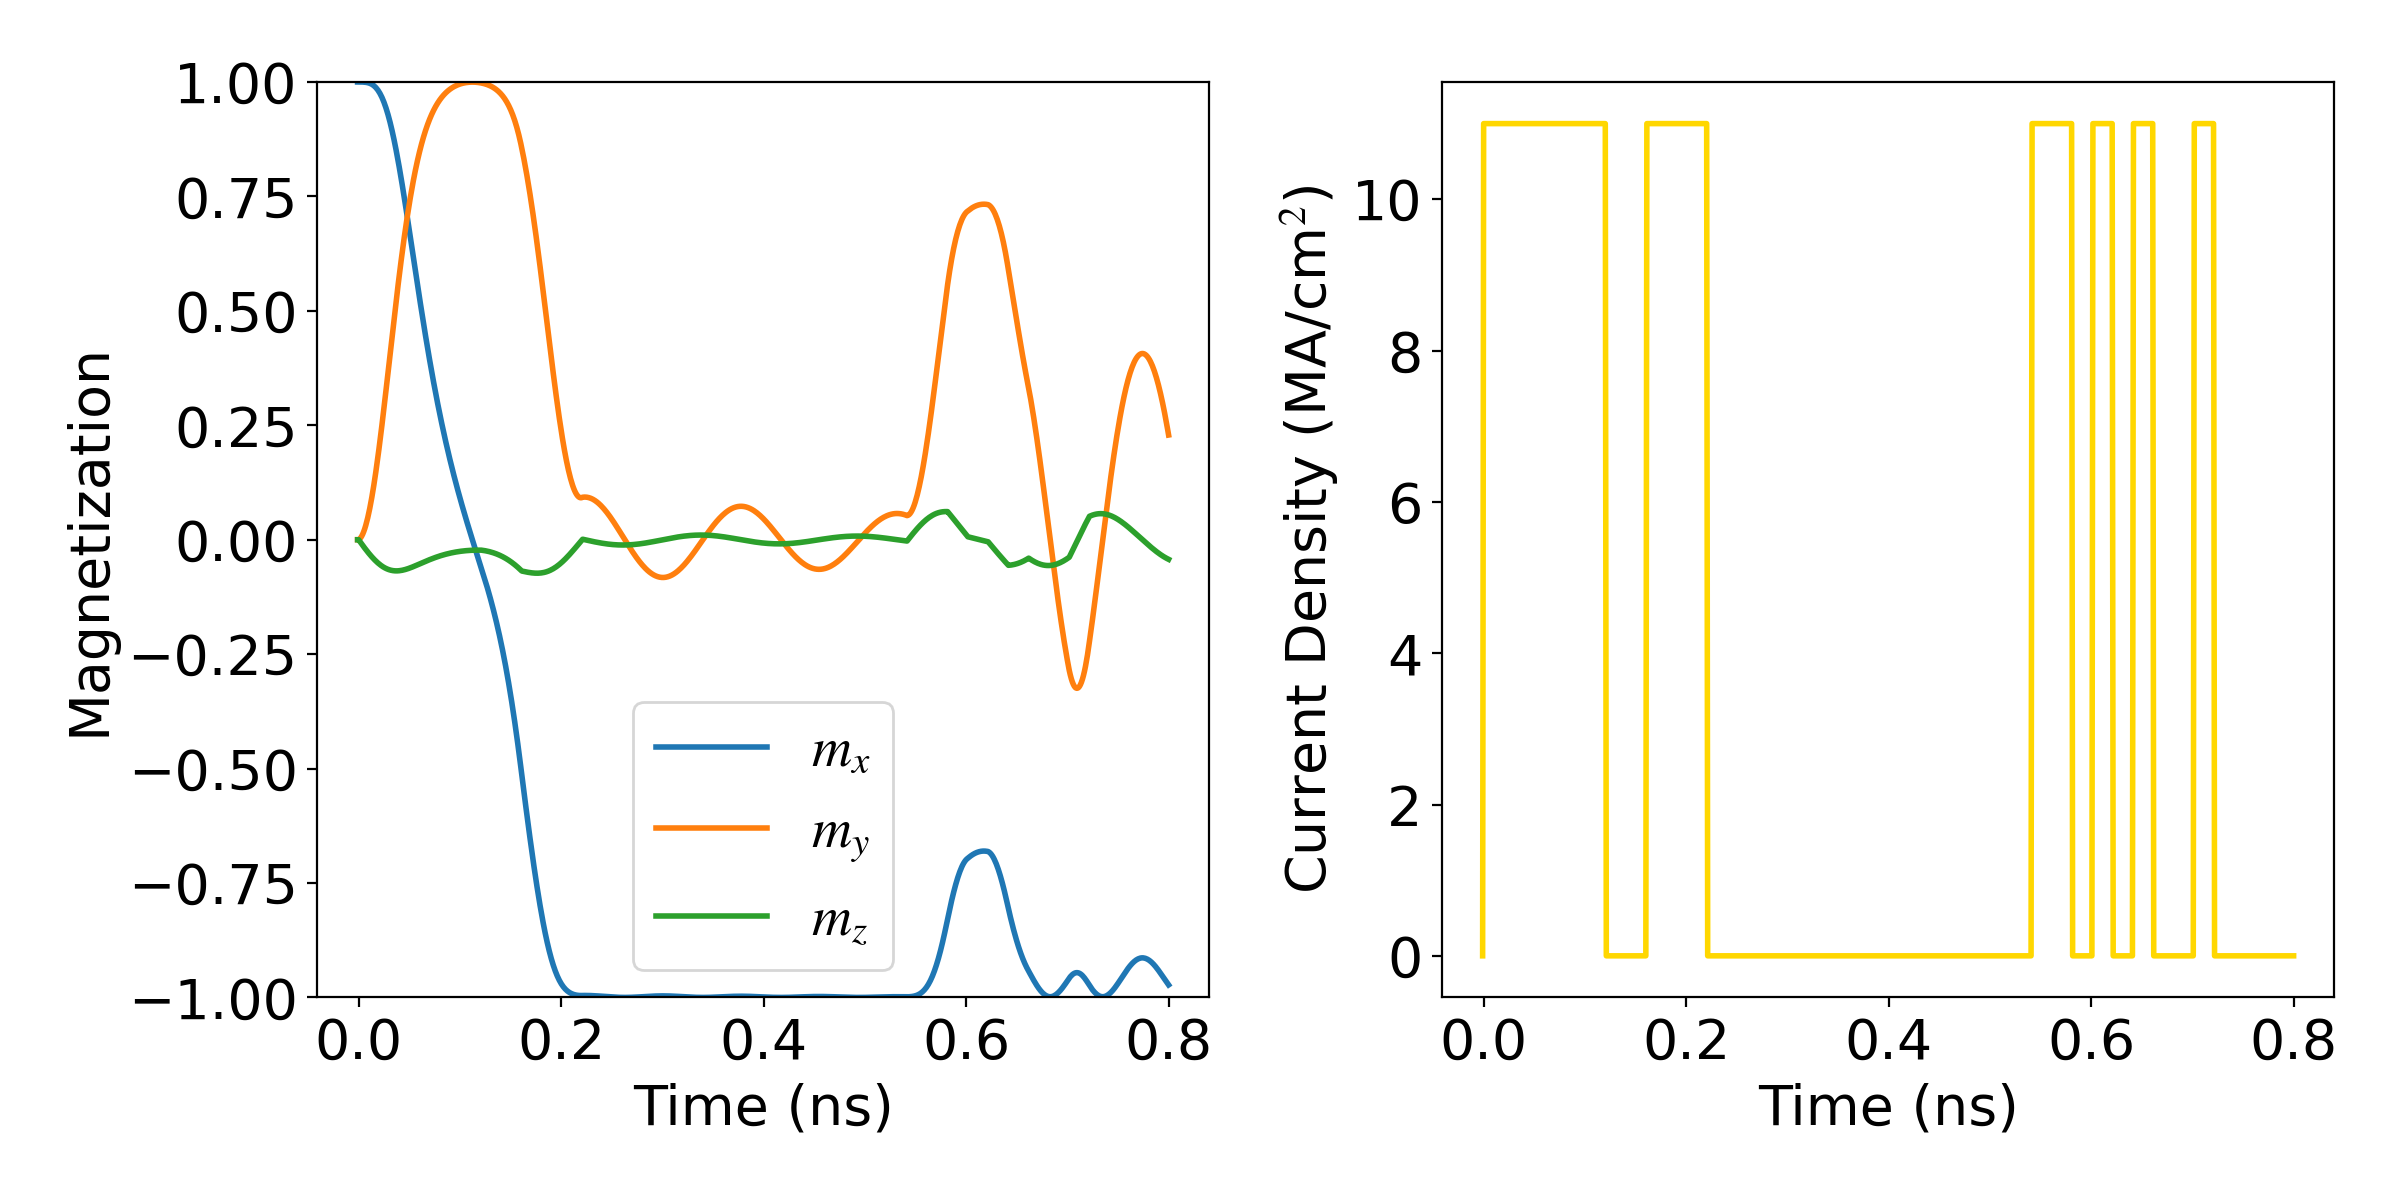 Magnetization
1.00
0.75
0.50
0.25
0.00
−0.25
−0.50
−0.75
−1.00
0.0 0.2 0.4 0.6 0.8
Time (ns)
m_x
m_y
m_z
Current Density (MA/cm²)
10
8
6
4
2
0
0.0 0.2 0.4 0.6 0.8
Time (ns)